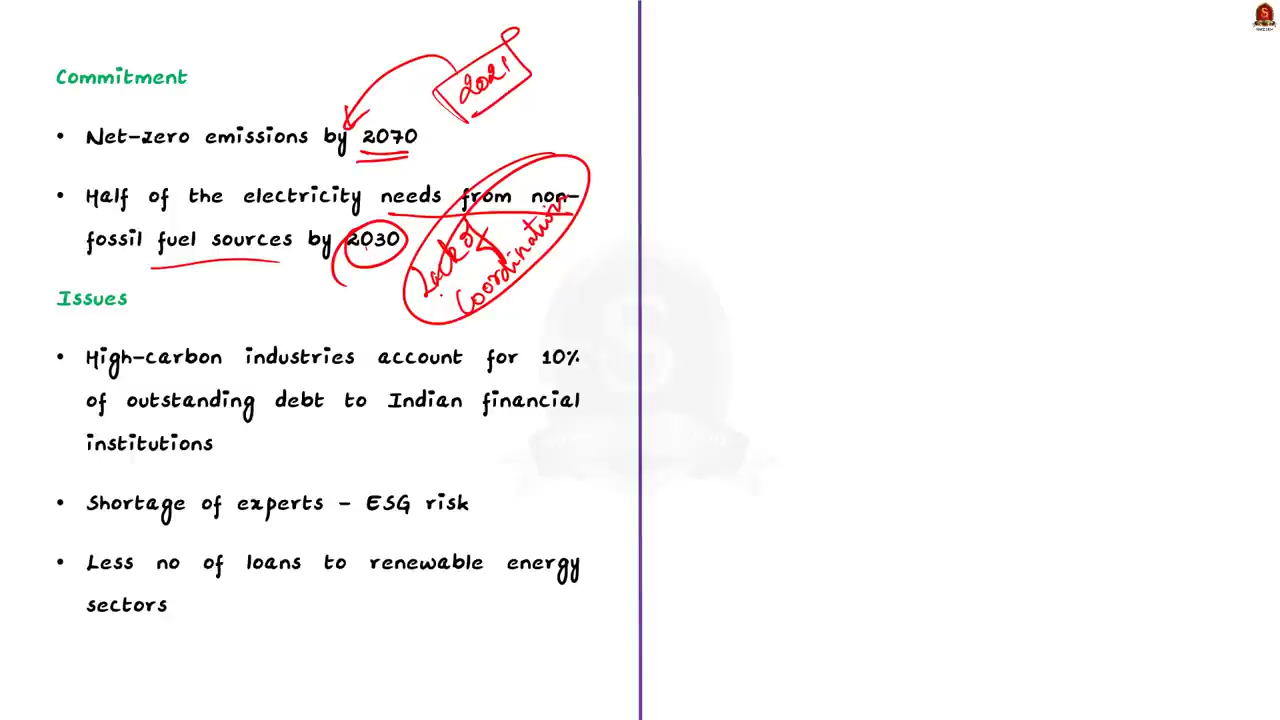 Commitment
2021
• Net-zero emissions by 2070
• Half of the electricity needs from non-
fossil fuel sources by 2030
Lack of
Coordination
Issues
• High-carbon industries account for 10%
of outstanding debt to Indian financial
institutions
• Shortage of experts - ESG risk
• Less no of loans to renewable energy
sectors